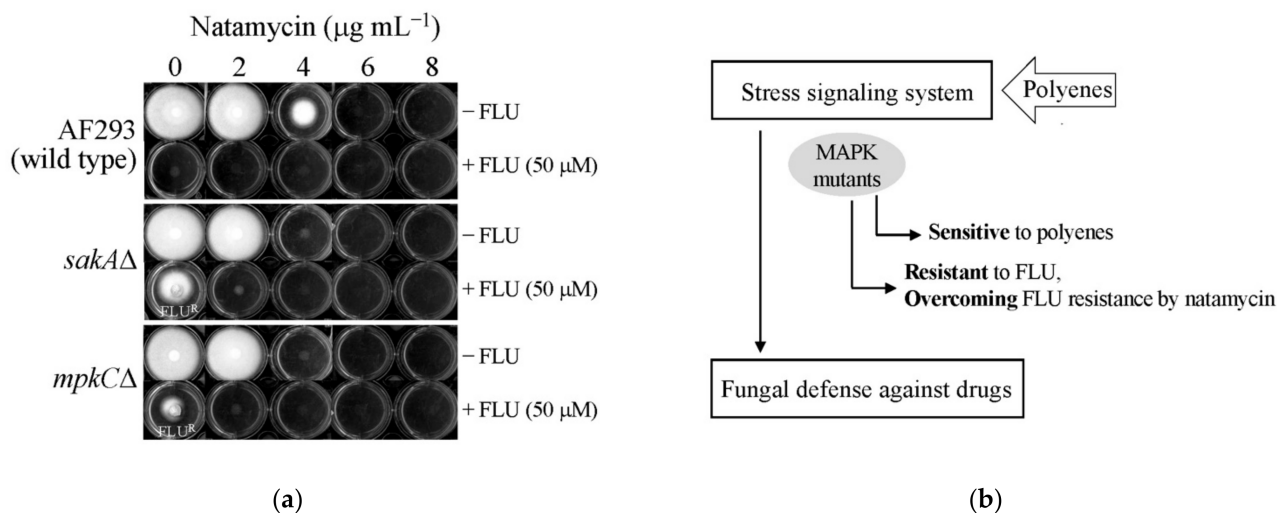 Natamycin (μg mL⁻¹)
0 2 4 6 8
AF293
(wild type)
− FLU
+ FLU (50 μM)
sakAΔ
− FLU
+ FLU (50 μM)
FLUᴿ
mpkCΔ
− FLU
+ FLU (50 μM)
FLUᴿ
(a)
Stress signaling system
Polyenes
MAPK
mutants
Sensitive to polyenes
Resistant to FLU,
Overcoming FLU resistance by natamycin
Fungal defense against drugs
(b)